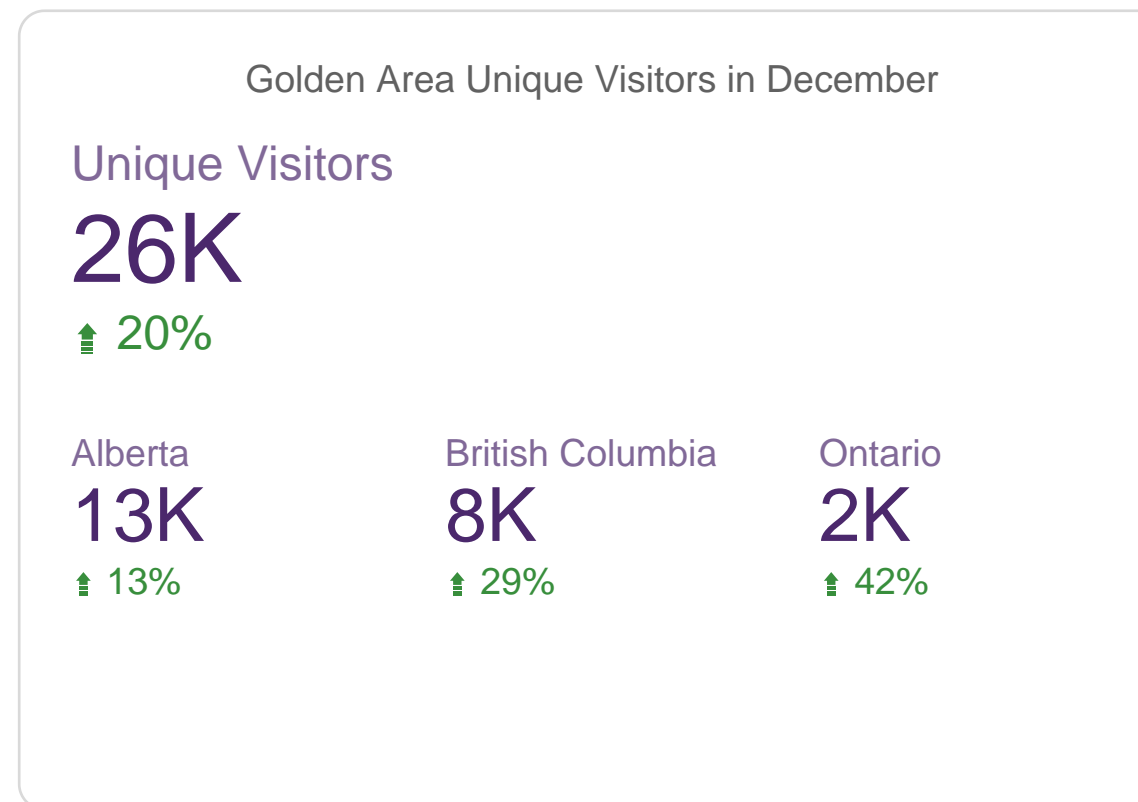 Golden Area Unique Visitors in December
Unique Visitors
26K
20%
Alberta British Columbia Ontario
13K 8K 2K
13% 29% 42%